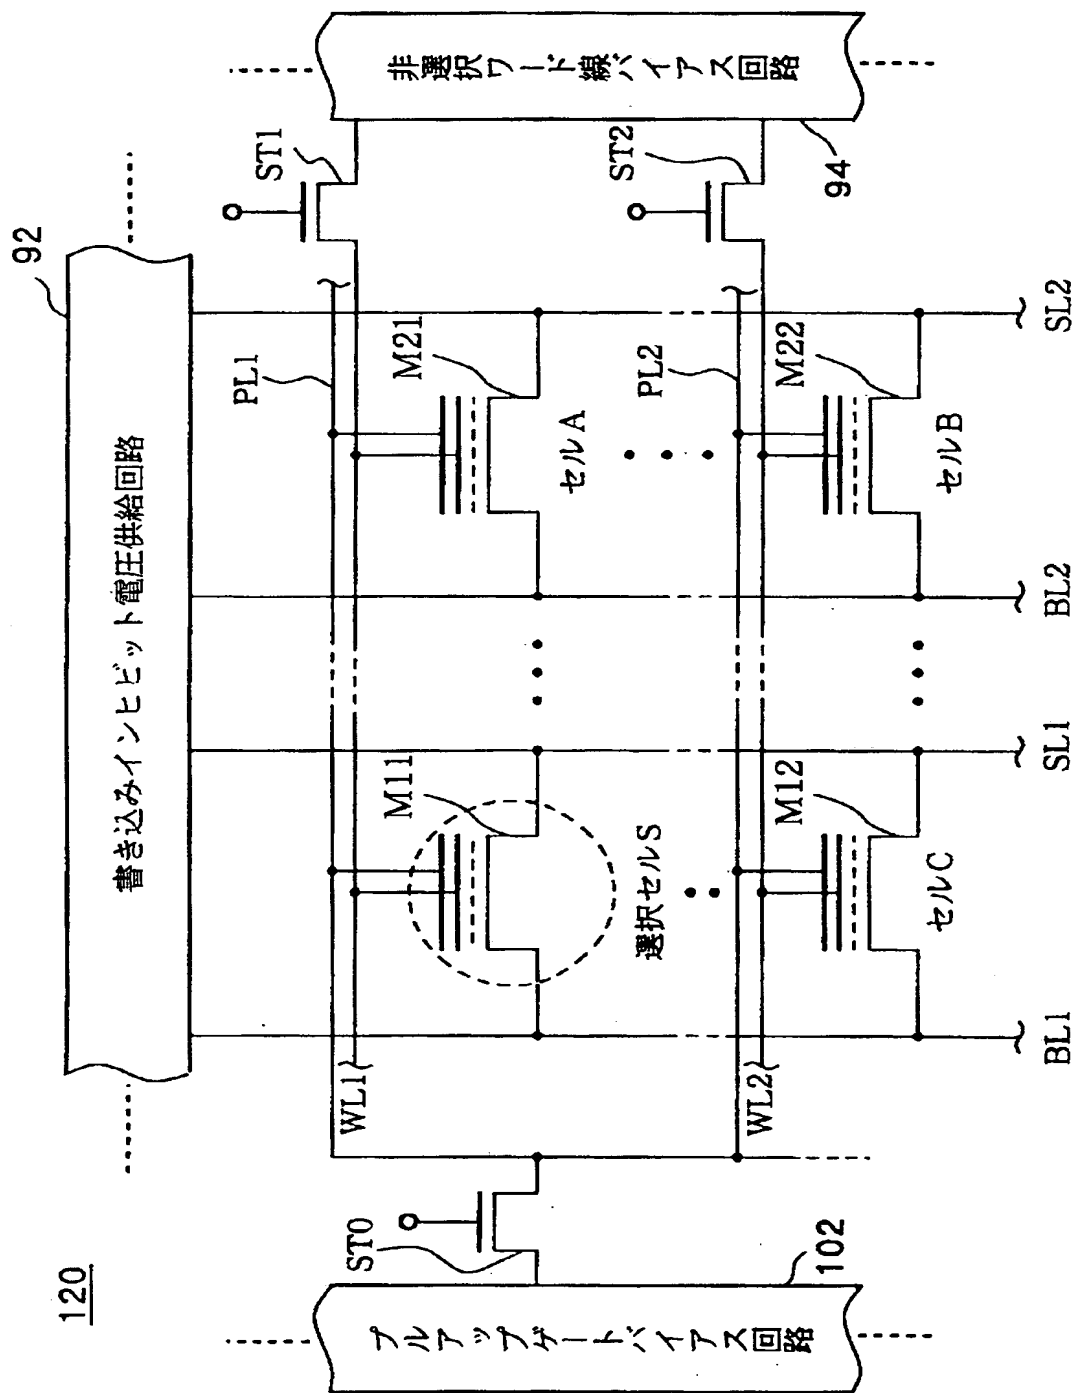 120
92
書き込みインヒビット電圧供給回路
プルアップゲートバイアス回路
102
ST0
非選択ワード線バイアス回路
94
ST1
ST2
PL1
WL1
M11
選択セルS
M21
セルA
PL2
WL2
M12
セルC
M22
セルB
BL1
SL1
BL2
SL2